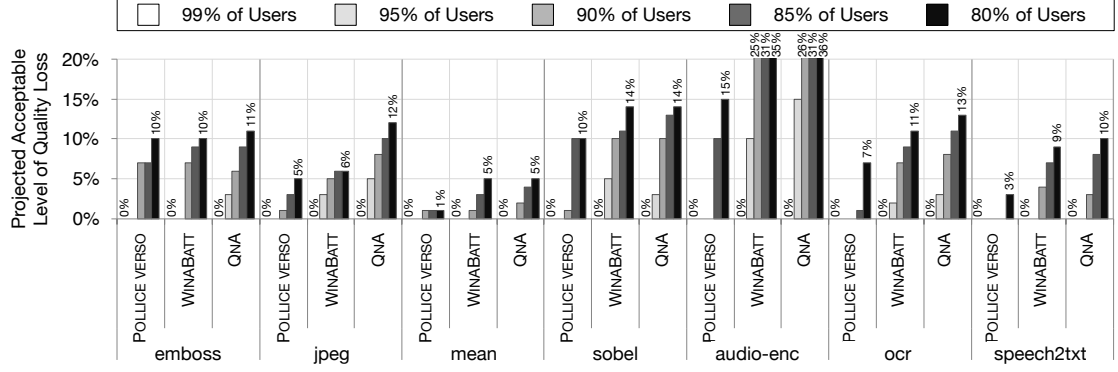 99% of Users 95% of Users 90% of Users 85% of Users 80% of Users
Projected Acceptable
Level of Quality Loss
20%
15%
10%
5%
0%
0% 10% 0% 10% 0% 11% 0% 5% 0% 6% 0% 12% 0% 1% 0% 5% 0% 5% 0% 10% 0% 14% 0% 14% 0% 15% 0% 25% 31% 35% 0% 26% 31% 36% 0% 7% 0% 11% 0% 13% 0% 3% 0% 9% 0% 10%
POLLICE VERSO WINABATT QNA POLLICE VERSO WINABATT QNA POLLICE VERSO WINABATT QNA POLLICE VERSO WINABATT QNA POLLICE VERSO WINABATT QNA POLLICE VERSO WINABATT QNA POLLICE VERSO WINABATT QNA
emboss jpeg mean sobel audio-enc ocr speech2txt